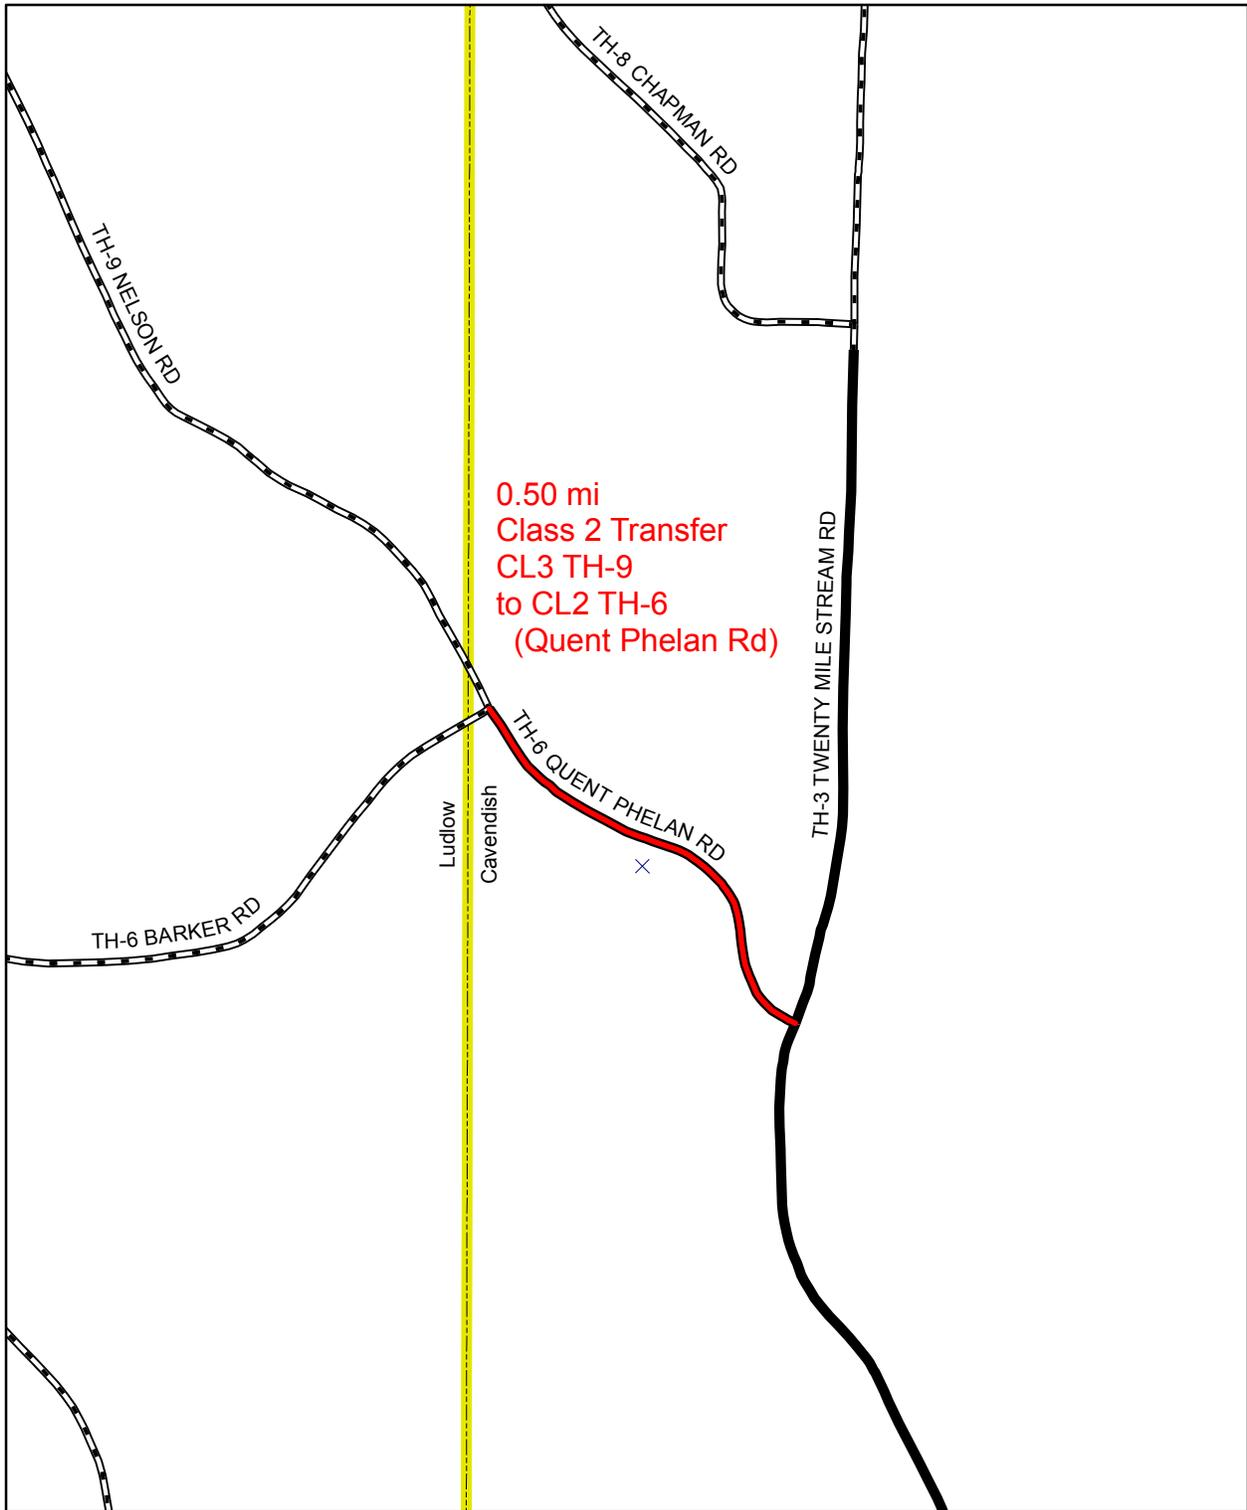 TH-8 CHAPMAN RD
TH-9 NELSON RD
0.50 mi
Class 2 Transfer
CL3 TH-9
to CL2 TH-6
(Quent Phelan Rd)
TH-3 TWENTY MILE STREAM RD
TH-6 QUENT PHELAN RD
Ludlow
Cavendish
TH-6 BARKER RD